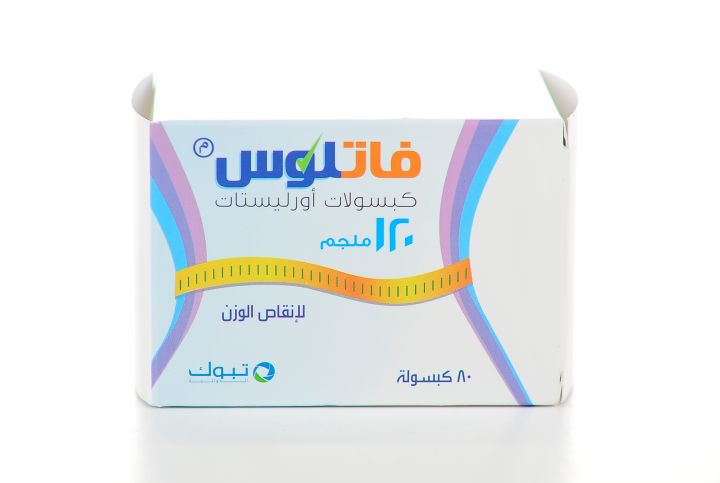 فاتلوس م
كبسولات أورليستات
١٢٠ ملجم
لإنقاص الوزن
تبوك
٨٠ كبسولة